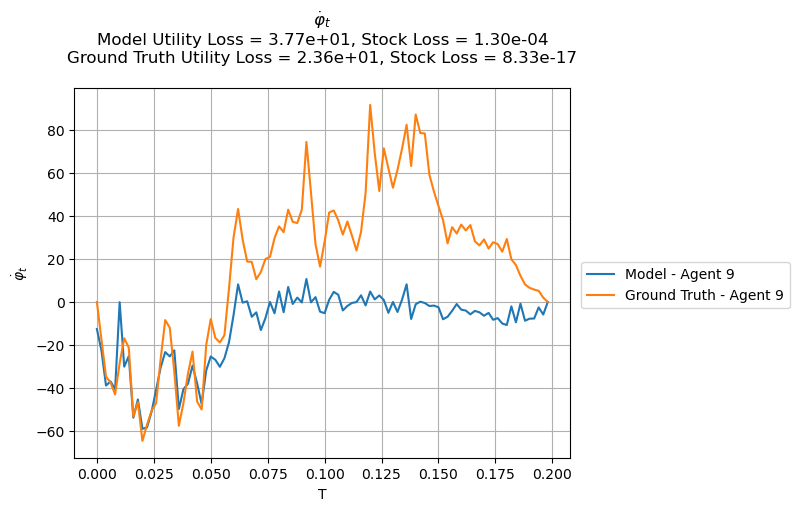 φ̇ₜ
Model Utility Loss = 3.77e+01, Stock Loss = 1.30e-04
Ground Truth Utility Loss = 2.36e+01, Stock Loss = 8.33e-17
80
60
40
20
0
−20
−40
−60
φ̇ₜ
0.000
0.025
0.050
0.075
0.100
0.125
0.150
0.175
0.200
T
Model - Agent 9
Ground Truth - Agent 9